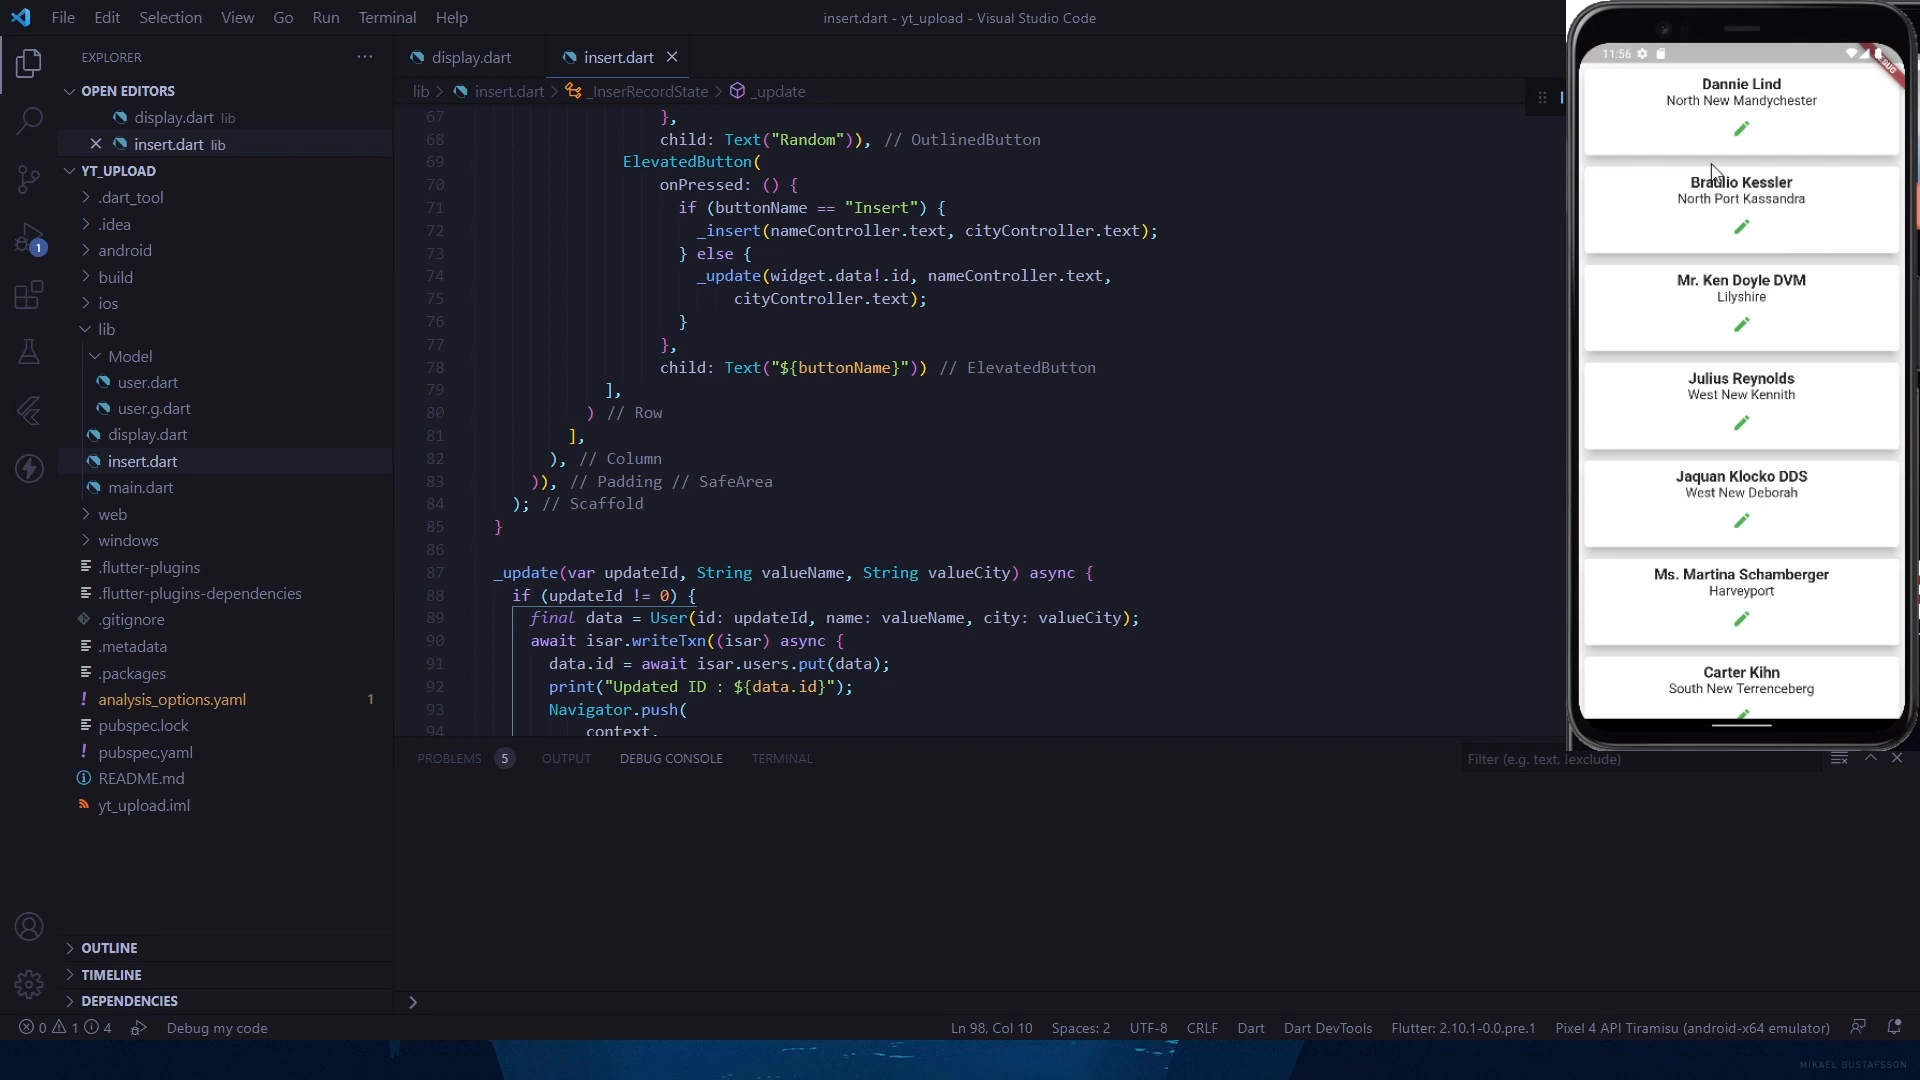 File Edit Selection View Go Run Terminal Help
insert.dart - yt_upload - Visual Studio Code
EXPLORER
OPEN EDITORS
display.dart lib
insert.dart lib
YT_UPLOAD
.dart_tool
.idea
android
build
ios
lib
Model
user.dart
user.g.dart
display.dart
insert.dart
main.dart
web
windows
.flutter-plugins
.flutter-plugins-dependencies
.gitignore
.metadata
.packages
analysis_options.yaml 1
pubspec.lock
pubspec.yaml
README.md
yt_upload.iml
OUTLINE
TIMELINE
DEPENDENCIES
1
display.dart
insert.dart
lib > insert.dart > _InserRecordState > _update
67 },
68 child: Text("Random")), // OutlinedButton
69 ElevatedButton(
70 onPressed: () {
71 if (buttonName == "Insert") {
72 _insert(nameController.text, cityController.text);
73 } else {
74 _update(widget.data!.id, nameController.text,
75 cityController.text);
76 }
77 },
78 child: Text("${buttonName}")) // ElevatedButton
79 ],
80 ) // Row
81 ],
82 ), // Column
83 )), // Padding // SafeArea
84 ); // Scaffold
85 }
86
87 _update(var updateId, String valueName, String valueCity) async {
88 if (updateId != 0) {
89 final data = User(id: updateId, name: valueName, city: valueCity);
90 await isar.writeTxn((isar) async {
91 data.id = await isar.users.put(data);
92 print("Updated ID : ${data.id}");
93 Navigator.push(
94 context,
PROBLEMS 5 OUTPUT DEBUG CONSOLE TERMINAL
Filter (e.g. text, !exclude)
11:56
Dannie Lind
North New Mandychester
Braulio Kessler
North Port Kassandra
Mr. Ken Doyle DVM
Lilyshire
Julius Reynolds
West New Kennith
Jaquan Klocko DDS
West New Deborah
Ms. Martina Schamberger
Harveyport
Carter Kihn
South New Terrenceberg
0 1 4 Debug my code
Ln 98, Col 10 Spaces: 2 UTF-8 CRLF Dart Dart DevTools Flutter: 2.10.1-0.0.pre.1 Pixel 4 API Tiramisu (android-x64 emulator)
MIKAEL GUSTAFSSON